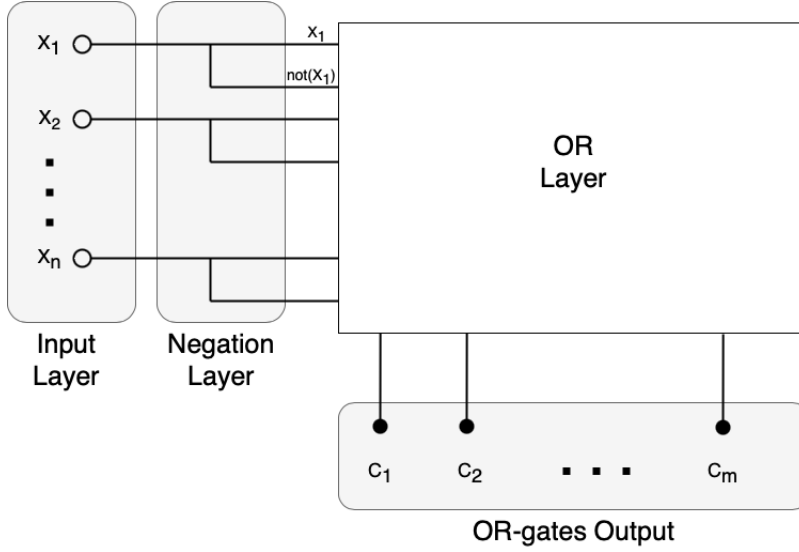 X₁
X₁
not(X₁)
X₂
OR
Layer
Xₙ
Input
Layer
Negation
Layer
C₁
C₂
Cₘ
OR-gates Output